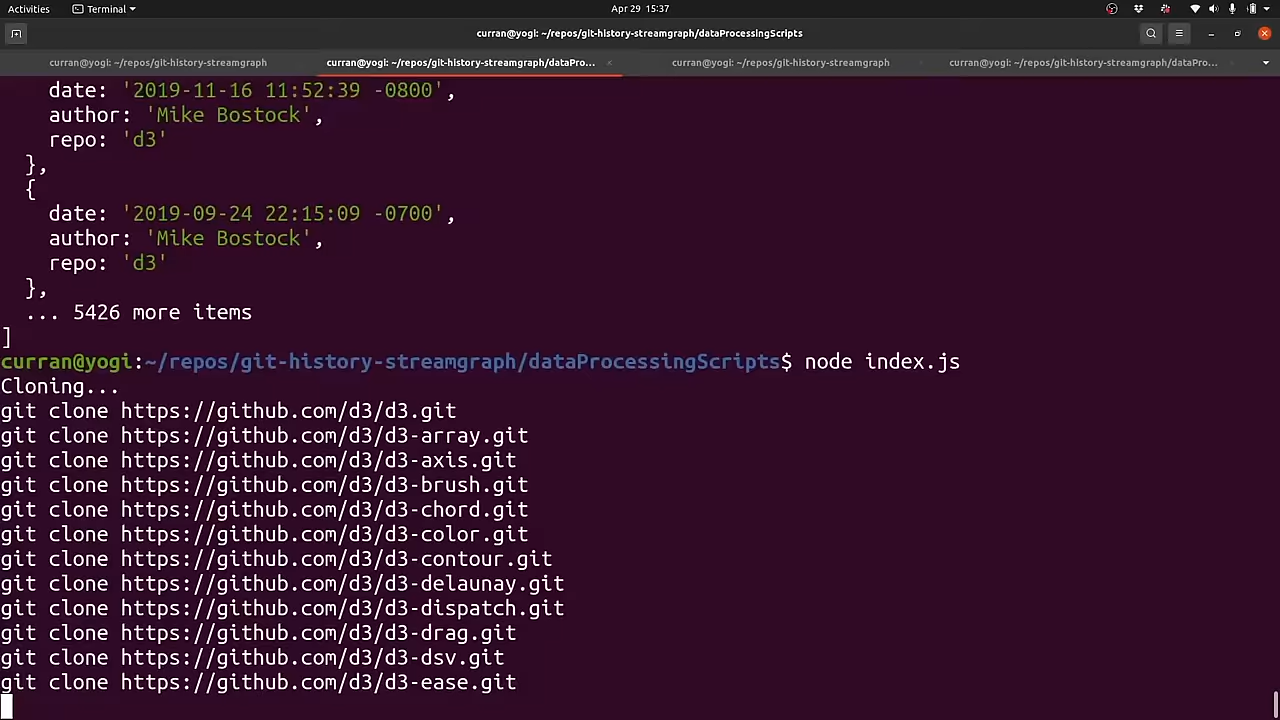 Activities
Terminal
Apr 29 15:37
curran@yogi: ~/repos/git-history-streamgraph/dataProcessingScripts
curran@yogi: ~/repos/git-history-streamgraph
curran@yogi: ~/repos/git-history-streamgraph/dataPro...
curran@yogi: ~/repos/git-history-streamgraph
curran@yogi: ~/repos/git-history-streamgraph/dataPro...
date: '2019-11-16 11:52:39 -0800',
author: 'Mike Bostock',
repo: 'd3'
},
{
date: '2019-09-24 22:15:09 -0700',
author: 'Mike Bostock',
repo: 'd3'
},
... 5426 more items
]
curran@yogi:~/repos/git-history-streamgraph/dataProcessingScripts$ node index.js
Cloning...
git clone https://github.com/d3/d3.git
git clone https://github.com/d3/d3-array.git
git clone https://github.com/d3/d3-axis.git
git clone https://github.com/d3/d3-brush.git
git clone https://github.com/d3/d3-chord.git
git clone https://github.com/d3/d3-color.git
git clone https://github.com/d3/d3-contour.git
git clone https://github.com/d3/d3-delaunay.git
git clone https://github.com/d3/d3-dispatch.git
git clone https://github.com/d3/d3-drag.git
git clone https://github.com/d3/d3-dsv.git
git clone https://github.com/d3/d3-ease.git